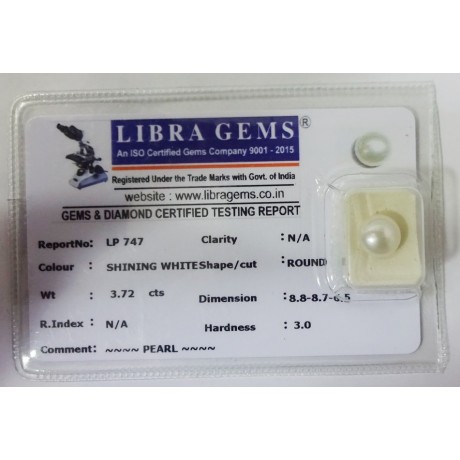 LIBRA GEMS®
An ISO Certified Gems Company 9001 - 2015
Registered Under the Trade Marks with Govt. of India
website : www.libragems.co.in
GEMS & DIAMOND CERTIFIED TESTING REPORT
ReportNo: LP 747 Clarity : N/A
Colour : SHINING WHITE Shape/cut : ROUND
Wt : 3.72 cts Dimension : 8.8-8.7-6.5
R.Index : N/A Hardness : 3.0
Comment: ~~~~ PEARL ~~~~